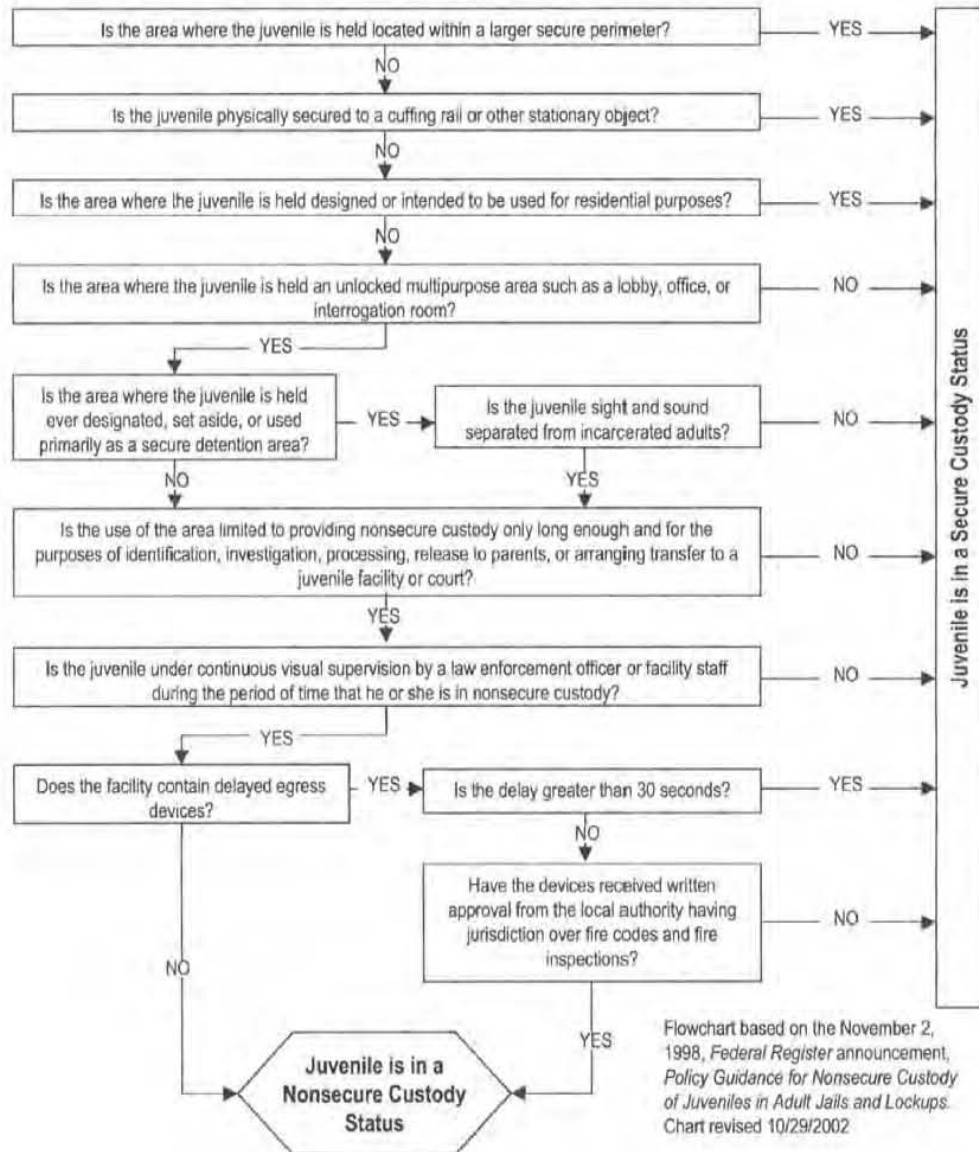 Is the area where the juvenile is held located within a larger secure perimeter?
YES
NO
Is the juvenile physically secured to a cuffing rail or other stationary object?
YES
NO
Is the area where the juvenile is held designed or intended to be used for residential purposes?
YES
NO
Is the area where the juvenile is held an unlocked multipurpose area such as a lobby, office, or
interrogation room?
NO
YES
Is the area where the juvenile is held
ever designated, set aside, or used
primarily as a secure detention area?
YES
Is the juvenile sight and sound
separated from incarcerated adults?
NO
NO
YES
Is the use of the area limited to providing nonsecure custody only long enough and for the
purposes of identification, investigation, processing, release to parents, or arranging transfer to a
juvenile facility or court?
NO
YES
Is the juvenile under continuous visual supervision by a law enforcement officer or facility staff
during the period of time that he or she is in nonsecure custody?
NO
YES
Does the facility contain delayed egress
devices?
YES
Is the delay greater than 30 seconds?
YES
NO
Have the devices received written
approval from the local authority having
jurisdiction over fire codes and fire
inspections?
NO
NO
YES
Juvenile is in a
Nonsecure Custody
Status
Juvenile is in a Secure Custody Status
Flowchart based on the November 2,
1998, Federal Register announcement,
Policy Guidance for Nonsecure Custody
of Juveniles in Adult Jails and Lockups.
Chart revised 10/29/2002